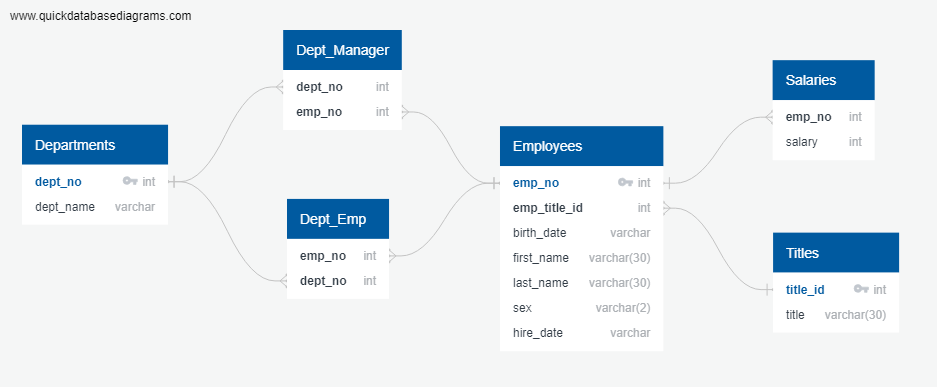 www.quickdatabasediagrams.com
Departments
dept_no int
dept_name varchar
Dept_Manager
dept_no int
emp_no int
Dept_Emp
emp_no int
dept_no int
Employees
emp_no int
emp_title_id int
birth_date varchar
first_name varchar(30)
last_name varchar(30)
sex varchar(2)
hire_date varchar
Salaries
emp_no int
salary int
Titles
title_id int
title varchar(30)